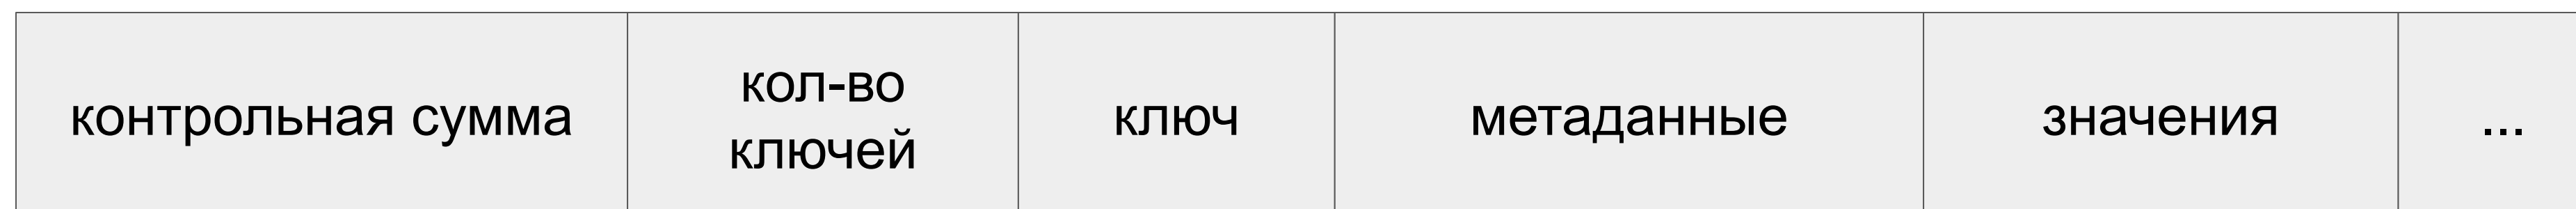 контрольная сумма
кол-во
ключей
ключ
метаданные
значения
...